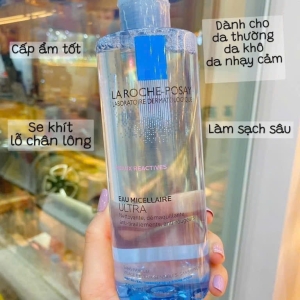 Cấp ẩm tốt
Dành cho
da thường
da khô
da nhạy cảm
LA ROCHE-POSAY
LABORATOIRE DERMATOLOGIQUE
Se khít
lỗ chân lông
Làm sạch sâu
EAU MICELLAIRE
ULTRA